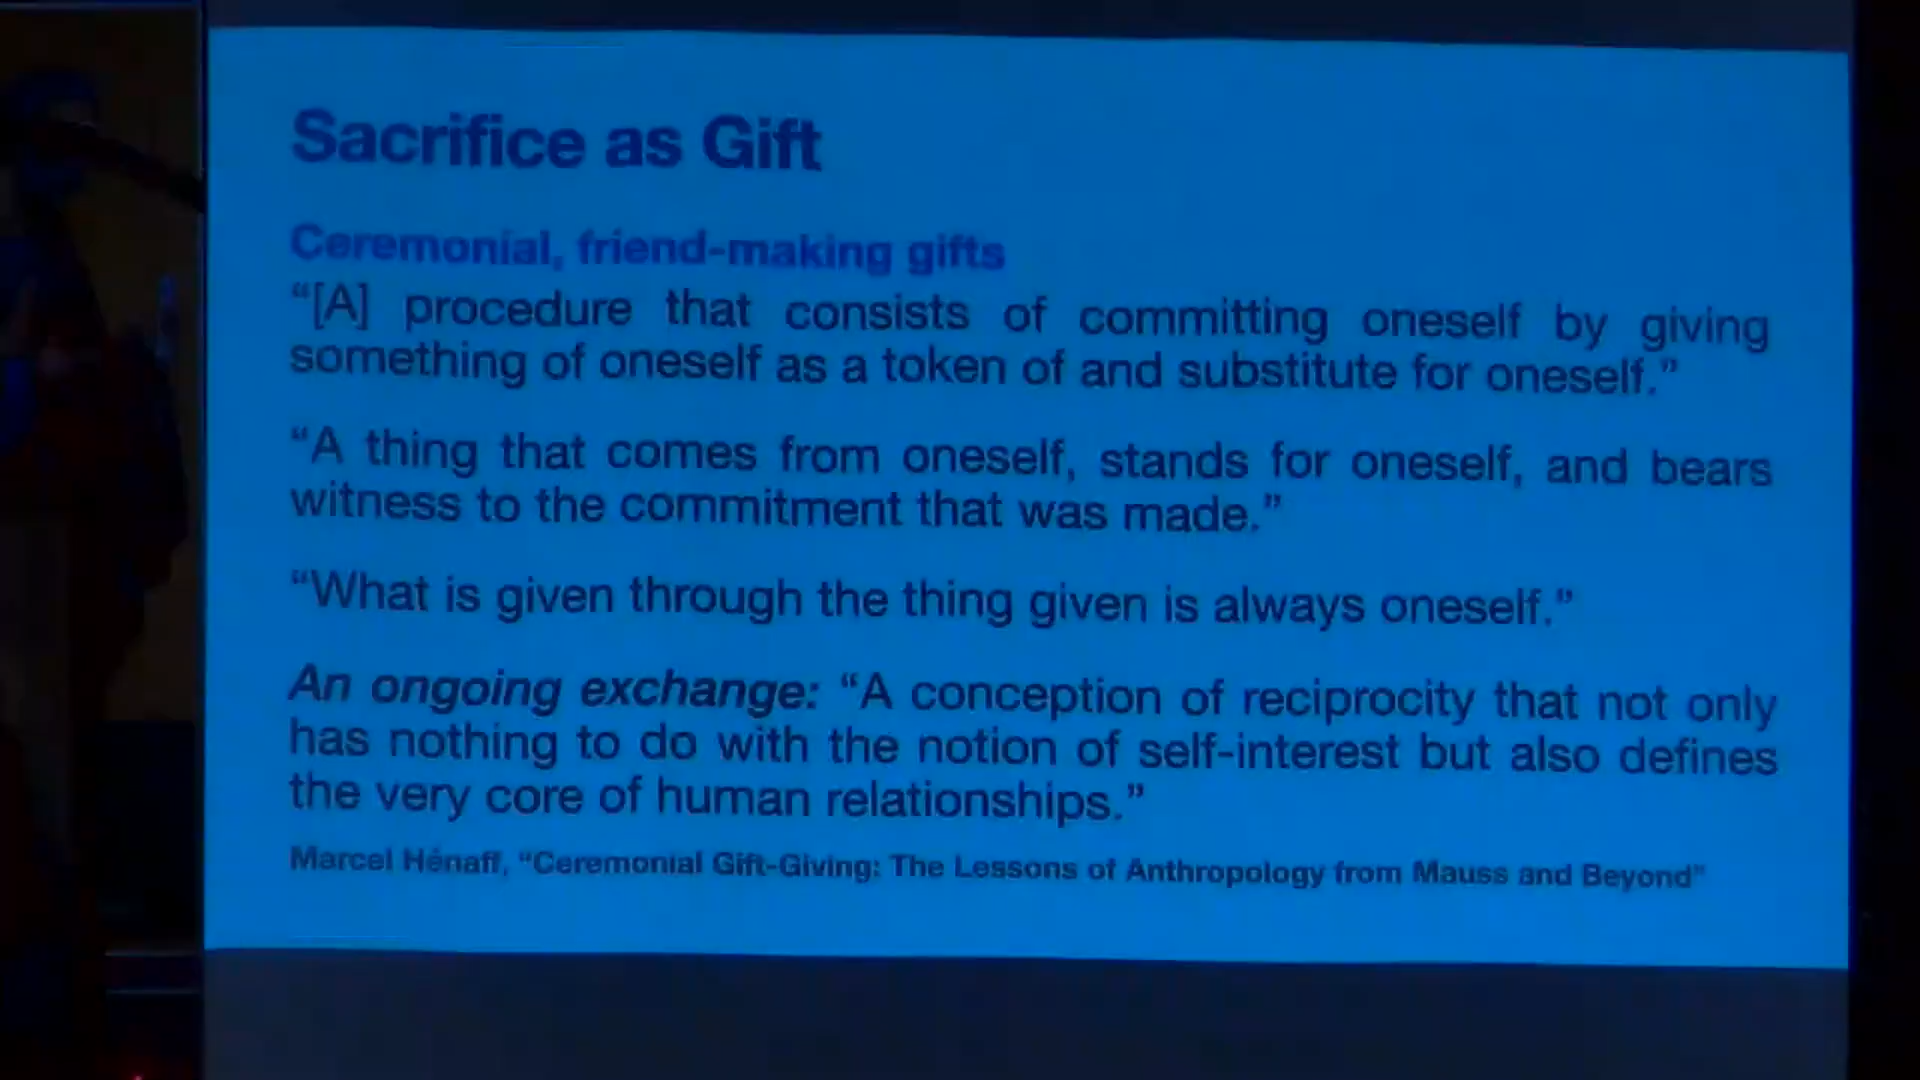 Sacrifice as Gift
Ceremonial, friend-making gifts
“[A] procedure that consists of committing oneself by giving
something of oneself as a token of and substitute for oneself.”
“A thing that comes from oneself, stands for oneself, and bears
witness to the commitment that was made.”
“What is given through the thing given is always oneself.”
An ongoing exchange: “A conception of reciprocity that not only
has nothing to do with the notion of self-interest but also defines
the very core of human relationships.”
Marcel Hénaff, “Ceremonial Gift-Giving: The Lessons of Anthropology from Mauss and Beyond”